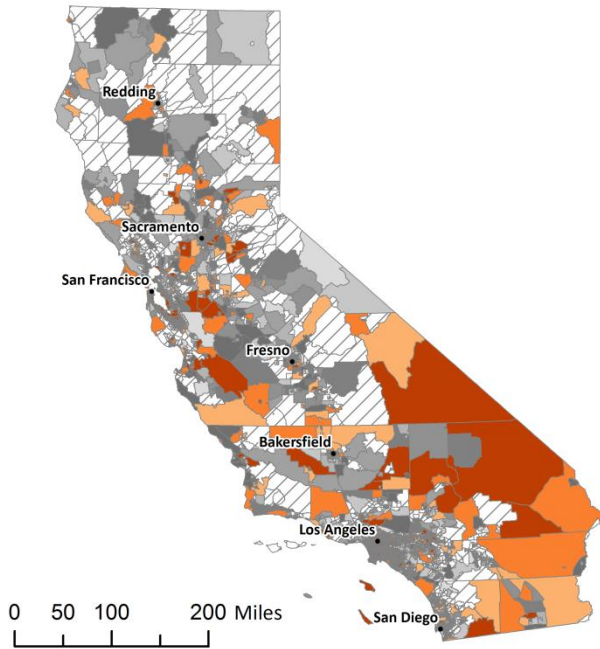 Redding
Sacramento
San Francisco
Fresno
Bakersfield
Los Angeles
San Diego
0 50 100 200 Miles